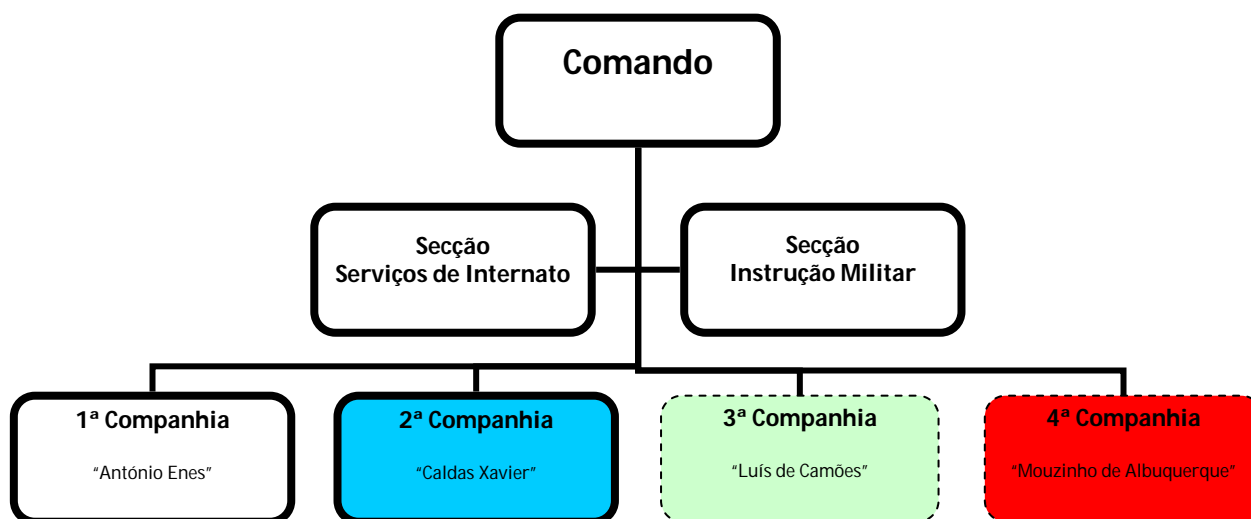 Comando
Secção
Serviços de Internato
Secção
Instrução Militar
1ª Companhia
“António Enes”
2ª Companhia
“Caldas Xavier”
3ª Companhia
“Luís de Camões”
4ª Companhia
“Mouzinho de Albuquerque”